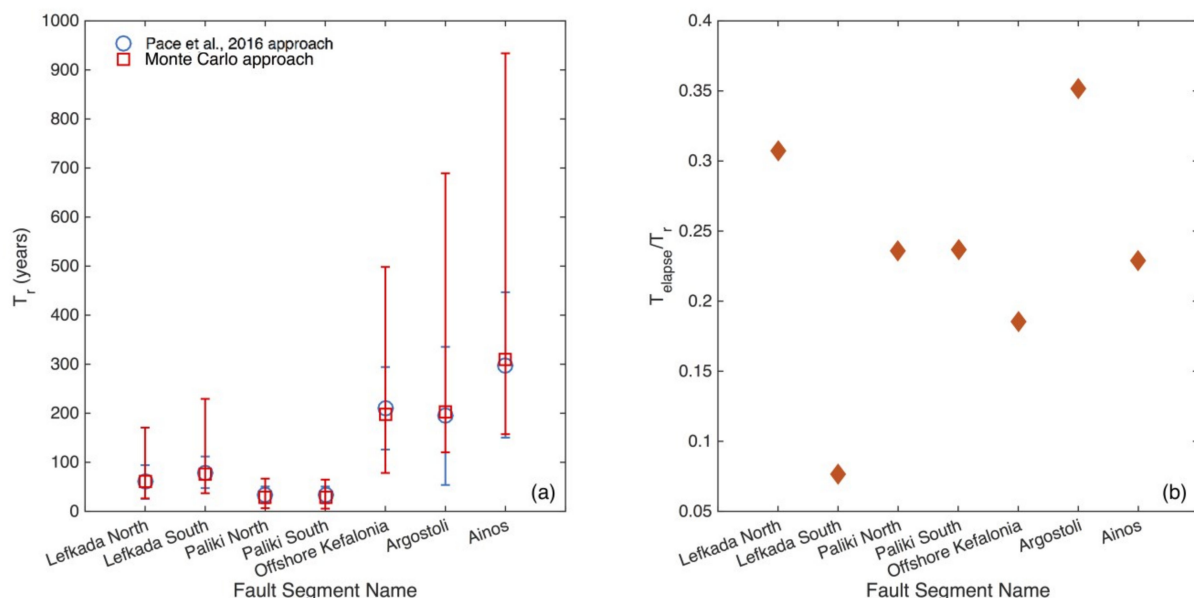 1000
900
800
700
600
500
400
300
200
100
0
T_r (years)
Pace et al., 2016 approach
Monte Carlo approach
(a)
Lefkada North
Lefkada South
Paliki North
Paliki South
Offshore Kefalonia
Argostoli
Ainos
Fault Segment Name
0.4
0.35
0.3
0.25
0.2
0.15
0.1
0.05
T_elapse/T_r
(b)
Lefkada North
Lefkada South
Paliki North
Paliki South
Offshore Kefalonia
Argostoli
Ainos
Fault Segment Name